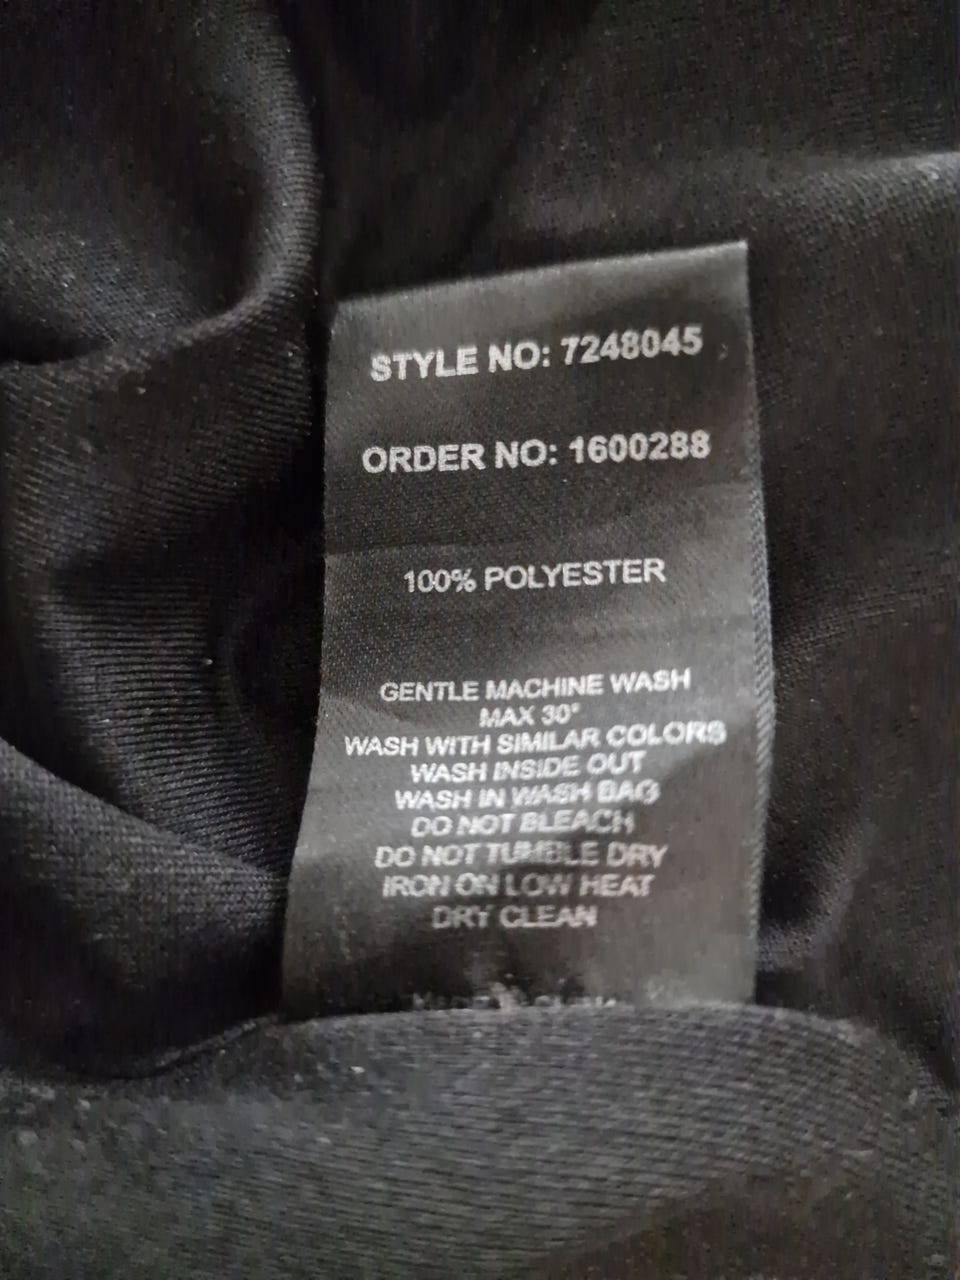 STYLE NO: 7248045
ORDER NO: 1600288
100% POLYESTER
GENTLE MACHINE WASH
MAX 30°
WASH WITH SIMILAR COLORS
WASH INSIDE OUT
WASH IN WASH BAG
DO NOT BLEACH
DO NOT TUMBLE DRY
IRON ON LOW HEAT
DRY CLEAN